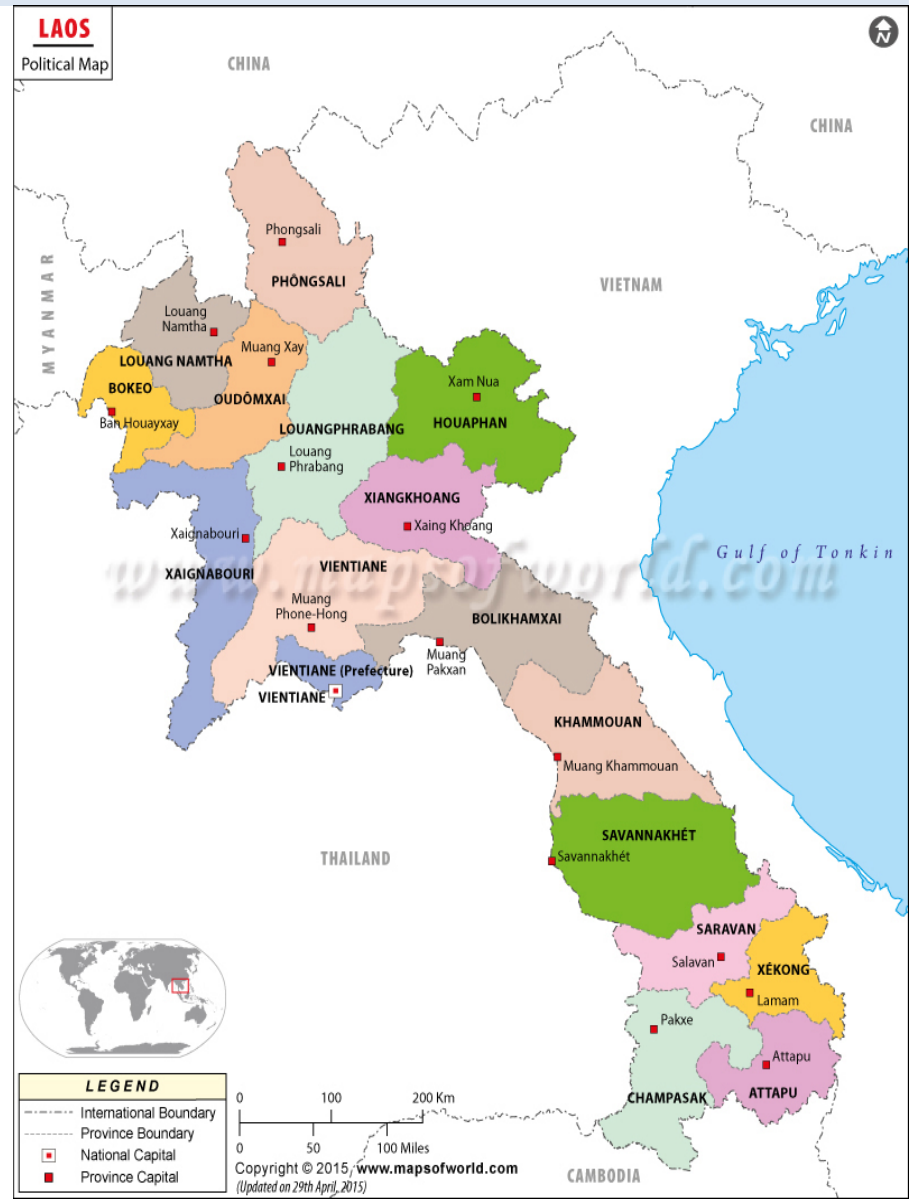 LAOS
Political Map
N
CHINA
CHINA
MYANMAR
VIETNAM
Phongsali
PHÔNGSALI
Louang
Namtha
LOUANG NAMTHA
Muang Xay
OUDÔMXAI
BOKEO
Ban Houayxay
Xam Nua
HOUAPHAN
LOUANGPHRABANG
Louang
Phrabang
XIANGKHOANG
Xaing Khoang
Xaignabouri
XAIGNABOURI
VIENTIANE
Gulf of Tonkin
www.mapsofworld.com
Muang
Phone-Hong
BOLIKHAMXAI
Muang
Pakxan
VIENTIANE (Prefecture)
VIENTIANE
KHAMMOUAN
Muang Khammouan
SAVANNAKHÉT
Savannakhét
THAILAND
SARAVAN
Salavan
XÉKONG
Lamam
Pakxe
Attapu
ATTAPU
CHAMPASAK
CAMBODIA
LEGEND
International Boundary
Province Boundary
National Capital
Province Capital
0 100 200 Km
0 50 100 Miles
Copyright © 2015, www.mapsofworld.com
(Updated on 29th April, 2015)